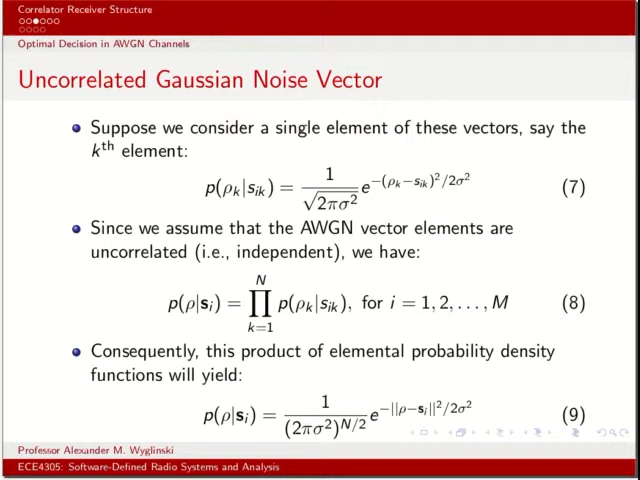 Correlator Receiver Structure
Optimal Decision in AWGN Channels
Uncorrelated Gaussian Noise Vector
Suppose we consider a single element of these vectors, say the
kᵗʰ element:
p(ρₖ|sᵢₖ) = 1/√(2πσ²) e^{−(ρₖ−sᵢₖ)²/2σ²} (7)
Since we assume that the AWGN vector elements are
uncorrelated (i.e., independent), we have:
p(ρ|sᵢ) = ∏_{k=1}^{N} p(ρₖ|sᵢₖ), for i = 1, 2, . . . , M (8)
Consequently, this product of elemental probability density
functions will yield:
p(ρ|sᵢ) = 1/(2πσ²)^{N/2} e^{−||ρ−sᵢ||²/2σ²} (9)
Professor Alexander M. Wyglinski
ECE4305: Software-Defined Radio Systems and Analysis